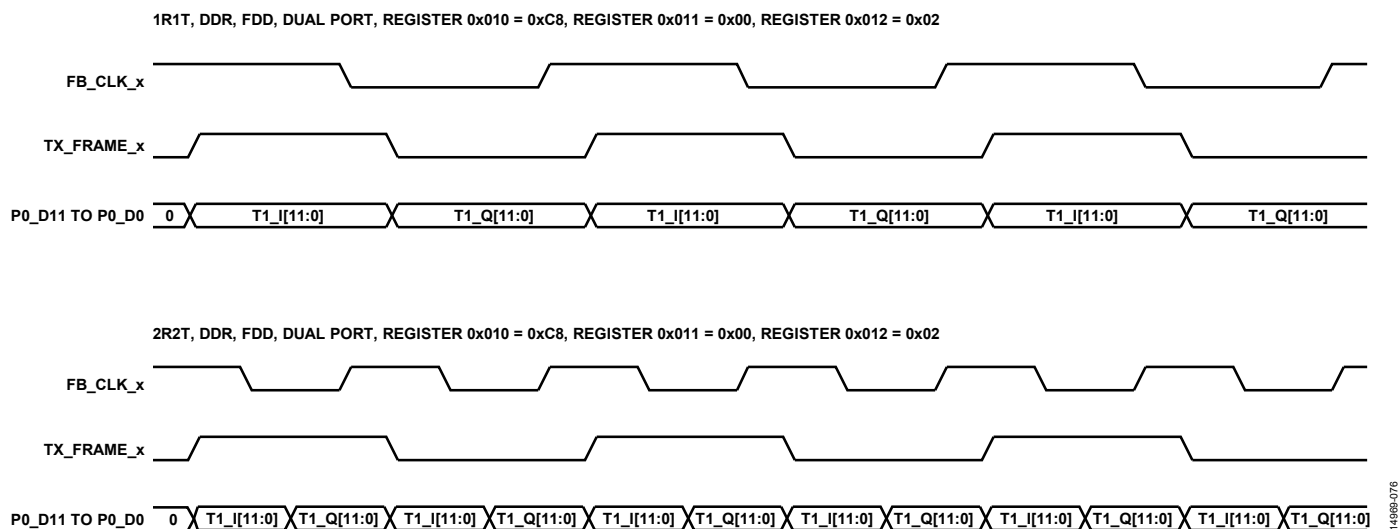 1R1T, DDR, FDD, DUAL PORT, REGISTER 0x010 = 0xC8, REGISTER 0x011 = 0x00, REGISTER 0x012 = 0x02
FB_CLK_x
TX_FRAME_x
P0_D11 TO P0_D0 0 T1_I[11:0] T1_Q[11:0] T1_I[11:0] T1_Q[11:0] T1_I[11:0] T1_Q[11:0]
2R2T, DDR, FDD, DUAL PORT, REGISTER 0x010 = 0xC8, REGISTER 0x011 = 0x00, REGISTER 0x012 = 0x02
FB_CLK_x
TX_FRAME_x
P0_D11 TO P0_D0 0 T1_I[11:0] T1_Q[11:0] T1_I[11:0] T1_Q[11:0] T1_I[11:0] T1_Q[11:0] T1_I[11:0] T1_Q[11:0] T1_I[11:0] T1_Q[11:0] T1_I[11:0] T1_Q[11:0]